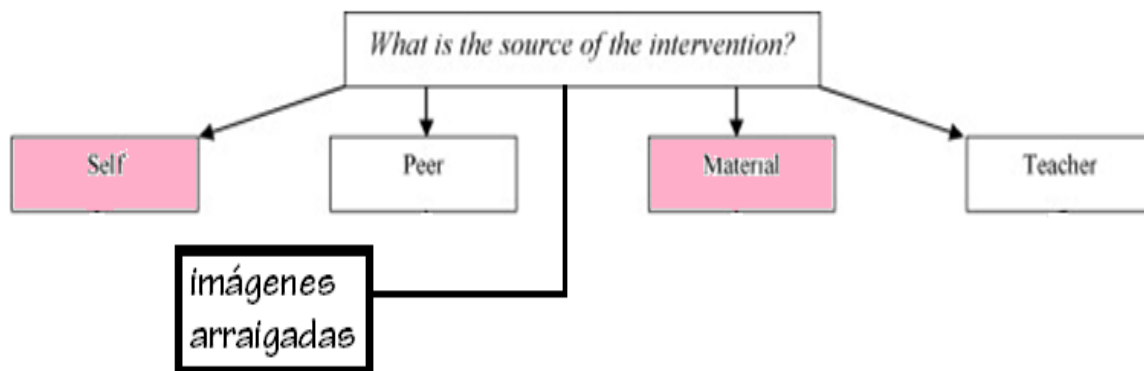 What is the source of the intervention?
Self
Peer
Material
Teacher
imágenes
arraigadas